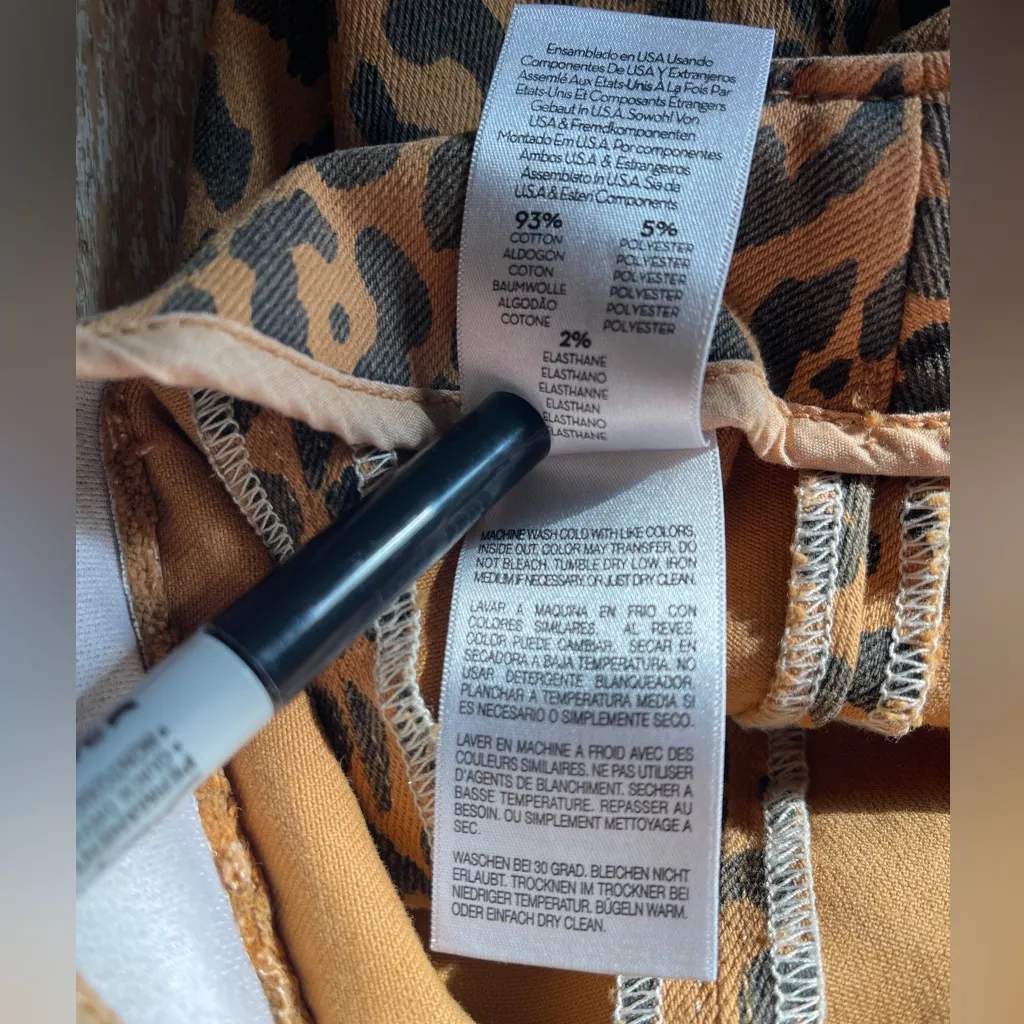 Ensamblado en USA Usando
Componentes De USA Y Extranjeros
Assemlé Aux Etats-Unis À La Fois Par
Etats-Unis Et Composants Etrangers
Gebaut In U.S.A. Sowohl Von
USA & Fremdkomponenten
Montado Em U.S.A. Por componentes
Ambos U.S.A & Estrangeros
Assemblato In U.S.A. Sia da
U.S.A & Esteri Components
93%
COTTON
ALDOGÓN
COTON
BAUMWOLLE
ALGODÃO
COTONE
5%
POLYESTER
POLYESTER
POLYESTER
POLYESTER
POLYESTER
POLYESTER
2%
ELASTHANE
ELASTHANO
ELASTHANNE
ELASTHAN
ELASTHANO
ELASTHANE
MACHINE WASH COLD WITH LIKE COLORS,
INSIDE OUT, COLOR MAY TRANSFER, DO
NOT BLEACH. TUMBLE DRY LOW, IRON
MEDIUM IF NECESSARY, OR JUST DRY CLEAN.
LAVAR A MAQUINA EN FRIO CON
COLORES SIMILARES. AL REVES,
COLOR PUEDE CAMBAR. SECAR EN
SECADORA A BAJA TEMPERATURA. NO
USAR DETERGENTE BLANQUEADOR
PLANCHAR A TEMPERATURA MEDIA SI
ES NECESARIO O SIMPLEMENTE SECO.
LAVER EN MACHINE À FROID AVEC DES
COULEURS SIMILAIRES. NE PAS UTILISER
D'AGENTS DE BLANCHIMENT. SECHER A
BASSE TEMPERATURE. REPASSER AU
BESOIN. OU SIMPLEMENT METTOYAGE A
SEC.
WASCHEN BEI 30 GRAD. BLEICHEN NICHT
ERLAUBT. TROCKNEN IM TROCKNER BEI
NIEDRIGER TEMPERATUR. BÜGELN WARM.
ODER EINFACH DRY CLEAN.